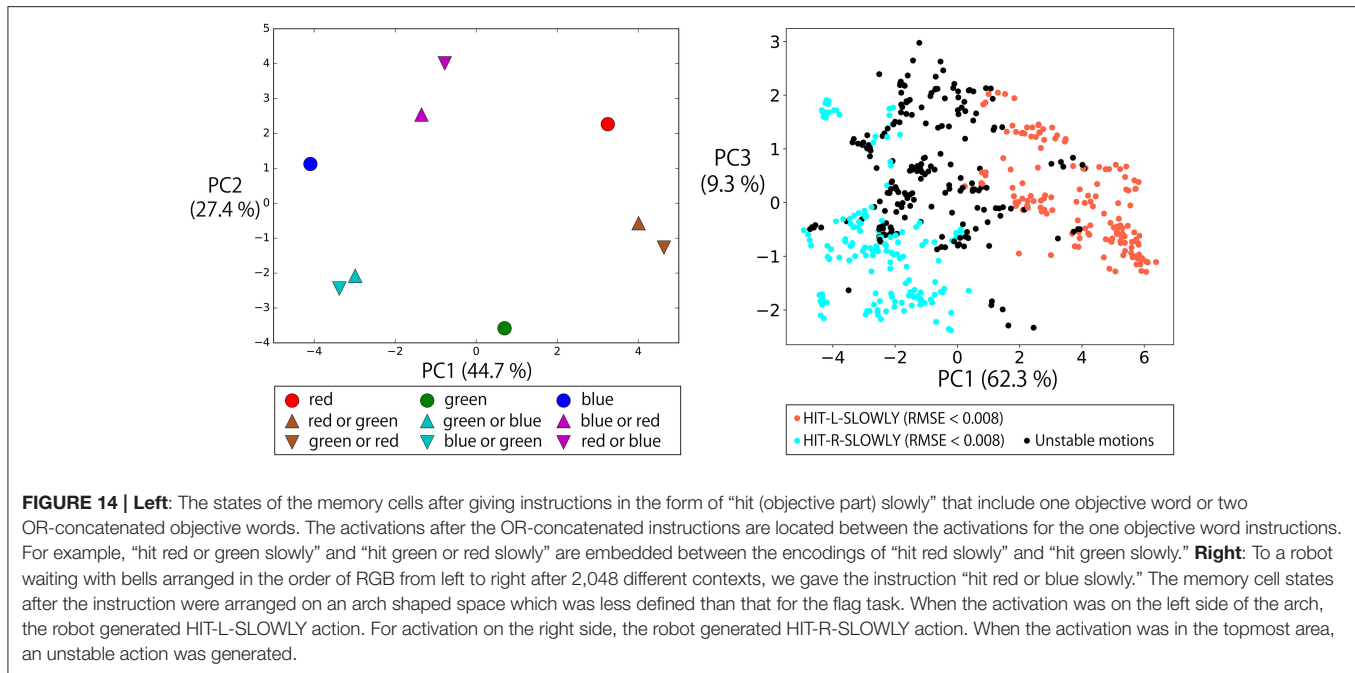 5
4
3
2
1
0
−1
−2
−3
−4
PC2
(27.4 %)
−4
−2
0
2
4
PC1 (44.7 %)
red
green
blue
red or green
green or blue
blue or red
green or red
blue or green
red or blue
3
2
1
0
−1
−2
PC3
(9.3 %)
−4
−2
0
2
4
6
PC1 (62.3 %)
HIT-L-SLOWLY (RMSE < 0.008)
HIT-R-SLOWLY (RMSE < 0.008)
Unstable motions
FIGURE 14 | Left: The states of the memory cells after giving instructions in the form of “hit (objective part) slowly” that include one objective word or two
OR-concatenated objective words. The activations after the OR-concatenated instructions are located between the activations for the one objective word instructions.
For example, “hit red or green slowly” and “hit green or red slowly” are embedded between the encodings of “hit red slowly” and “hit green slowly.” Right: To a robot
waiting with bells arranged in the order of RGB from left to right after 2,048 different contexts, we gave the instruction “hit red or blue slowly.” The memory cell states
after the instruction were arranged on an arch shaped space which was less defined than that for the flag task. When the activation was on the left side of the arch,
the robot generated HIT-L-SLOWLY action. For activation on the right side, the robot generated HIT-R-SLOWLY action. When the activation was in the topmost area,
an unstable action was generated.